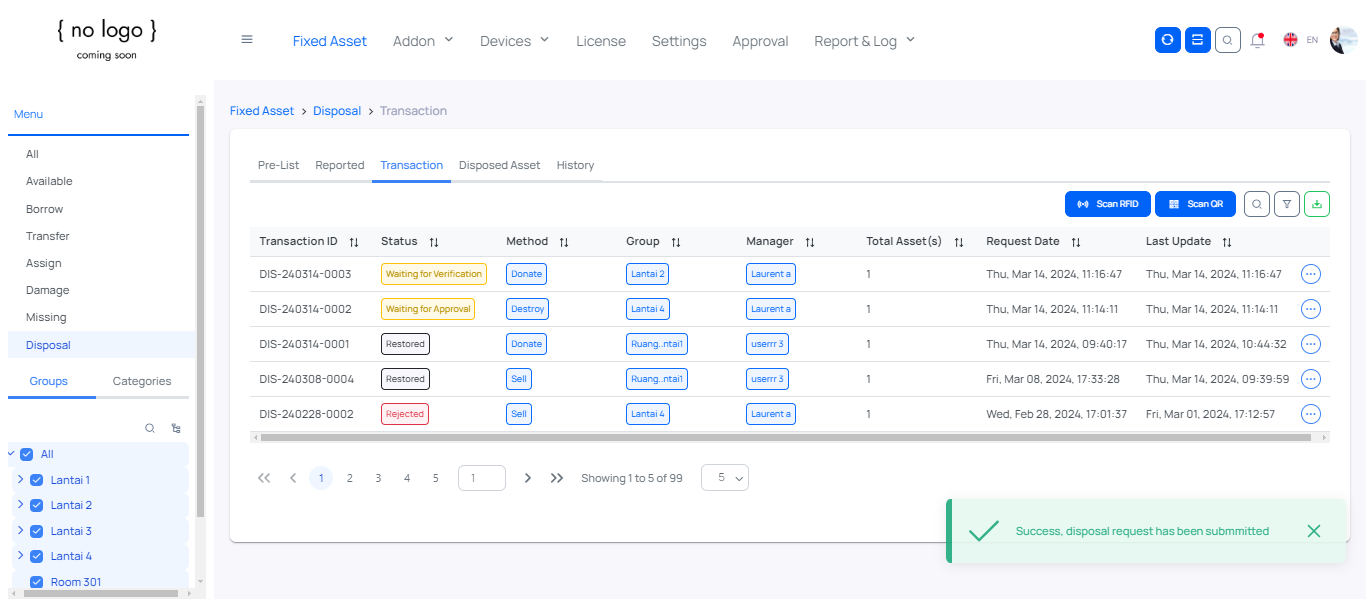 { no logo }
coming soon
Fixed Asset Addon Devices License Settings Approval Report & Log EN
Menu
All
Available
Borrow
Transfer
Assign
Damage
Missing
Disposal
Groups Categories
All
Lantai 1
Lantai 2
Lantai 3
Lantai 4
Room 301
Fixed Asset > Disposal > Transaction
Pre-List Reported Transaction Disposed Asset History
Scan RFID Scan QR
Transaction ID Status Method Group Manager Total Asset(s) Request Date Last Update
DIS-240314-0003 Waiting for Verification Donate Lantai 2 Laurent a 1 Thu, Mar 14, 2024, 11:16:47 Thu, Mar 14, 2024, 11:16:47
DIS-240314-0002 Waiting for Approval Destroy Lantai 4 Laurent a 1 Thu, Mar 14, 2024, 11:14:11 Thu, Mar 14, 2024, 11:14:11
DIS-240314-0001 Restored Donate Ruang...ntai1 userrr 3 1 Thu, Mar 14, 2024, 09:40:17 Thu, Mar 14, 2024, 10:44:32
DIS-240308-0004 Restored Sell Ruang...ntai1 userrr 3 1 Fri, Mar 08, 2024, 17:33:28 Thu, Mar 14, 2024, 09:39:59
DIS-240228-0002 Rejected Sell Lantai 4 Laurent a 1 Wed, Feb 28, 2024, 17:01:37 Fri, Mar 01, 2024, 17:12:57
1 2 3 4 5 1 Showing 1 to 5 of 99 5
Success, disposal request has been submmitted